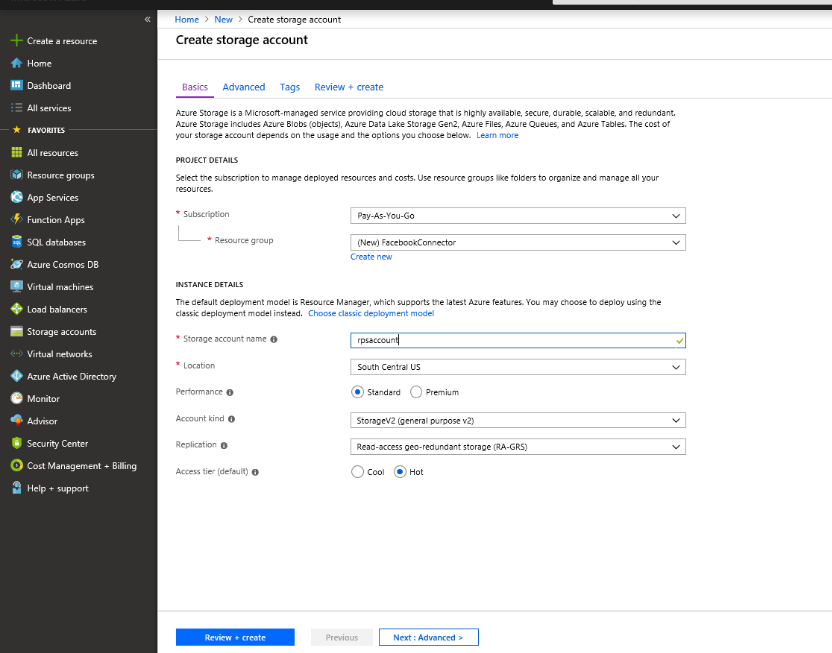 «
Create a resource
Home
Dashboard
All services
FAVORITES
All resources
Resource groups
App Services
Function Apps
SQL databases
Azure Cosmos DB
Virtual machines
Load balancers
Storage accounts
Virtual networks
Azure Active Directory
Monitor
Advisor
Security Center
Cost Management + Billing
Help + support
Home > New > Create storage account
Create storage account
Basics Advanced Tags Review + create
Azure Storage is a Microsoft-managed service providing cloud storage that is highly available, secure, durable, scalable, and redundant.
Azure Storage includes Azure Blobs (objects), Azure Data Lake Storage Gen2, Azure Files, Azure Queues, and Azure Tables. The cost of
your storage account depends on the usage and the options you choose below. Learn more
PROJECT DETAILS
Select the subscription to manage deployed resources and costs. Use resource groups like folders to organize and manage all your
resources.
* Subscription Pay-As-You-Go
* Resource group (New) FacebookConnector
Create new
INSTANCE DETAILS
The default deployment model is Resource Manager, which supports the latest Azure features. You may choose to deploy using the
classic deployment model instead. Choose classic deployment model
* Storage account name rpsaccount
* Location South Central US
Performance Standard Premium
Account kind StorageV2 (general purpose v2)
Replication Read-access geo-redundant storage (RA-GRS)
Access tier (default) Cool Hot
Review + create Previous Next : Advanced >